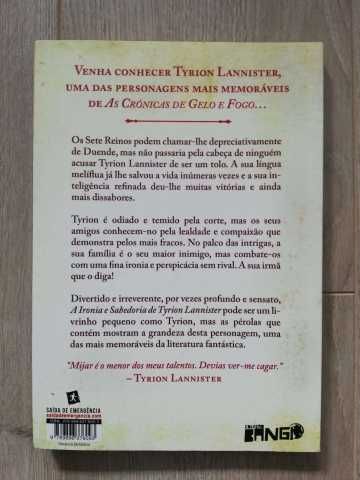 VENHA CONHECER TYRION LANNISTER,
UMA DAS PERSONAGENS MAIS MEMORÁVEIS
DE AS CRÓNICAS DE GELO E FOGO...
Os Sete Reinos podem chamar-lhe depreciativamente
de Duende, mas não passaria pela cabeça de ninguém
acusar Tyrion Lannister de ser um tolo. A sua língua
melíflua já lhe salvou a vida inúmeras vezes e a sua in-
teligência refinada deu-lhe muitas vitórias e ainda
mais dissabores.
Tyrion é odiado e temido pela corte, mas os seus
amigos conhecem-no pela lealdade e compaixão que
demonstra pelos mais fracos. No palco das intrigas, a
sua família é o seu maior inimigo, mas combate-os
com uma fina ironia e perspicácia sem rival. A sua irmã
que o diga!
Divertido e irreverente, por vezes profundo e sensato,
A Ironia e Sabedoria de Tyrion Lannister pode ser um li-
vrinho pequeno como Tyrion, mas as pérolas que
contém mostram a grandeza desta personagem, uma
das mais memoráveis da literatura fantástica.
"Mijar é o menor dos meus talentos. Devias ver-me cagar."
– TYRION LANNISTER
SAÍDA DE EMERGÊNCIA
saidadeemergencia.com
COLEÇÃO
BANG!